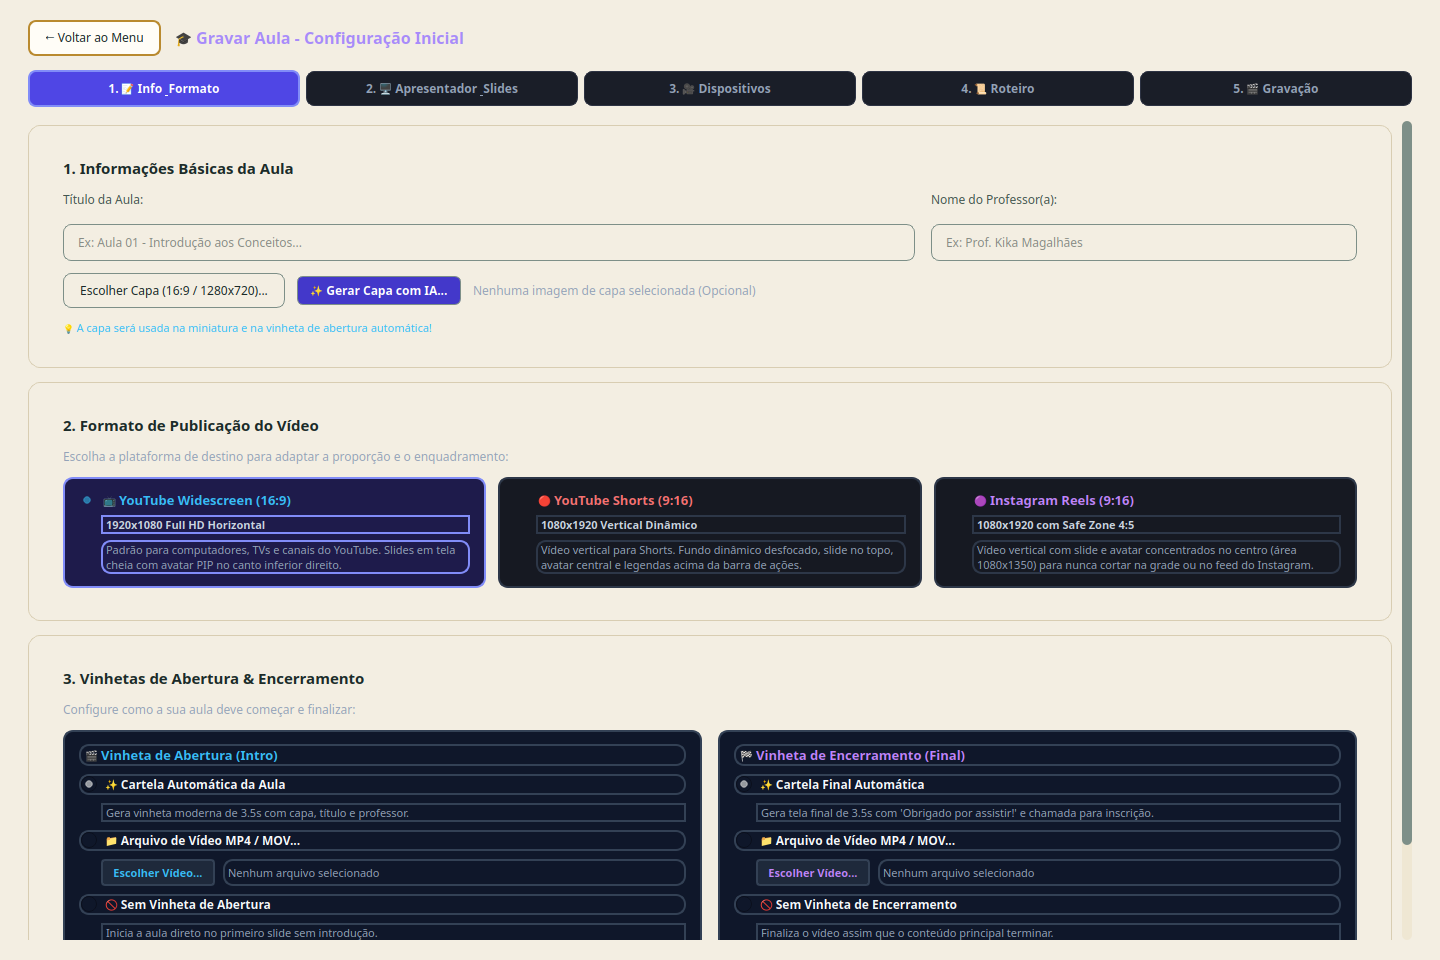 ← Voltar ao Menu
🎓 Gravar Aula - Configuração Inicial
1. 📝 Info_Formato
2. 🖥️ Apresentador_Slides
3. 🎥 Dispositivos
4. 📜 Roteiro
5. 🎬 Gravação
1. Informações Básicas da Aula
Título da Aula:
Nome do Professor(a):
Ex: Aula 01 - Introdução aos Conceitos...
Ex: Prof. Kika Magalhães
Escolher Capa (16:9 / 1280x720)...
✨ Gerar Capa com IA...
Nenhuma imagem de capa selecionada (Opcional)
💡 A capa será usada na miniatura e na vinheta de abertura automática!
2. Formato de Publicação do Vídeo
Escolha a plataforma de destino para adaptar a proporção e o enquadramento:
📺 YouTube Widescreen (16:9)
1920x1080 Full HD Horizontal
Padrão para computadores, TVs e canais do YouTube. Slides em tela
cheia com avatar PIP no canto inferior direito.
🔴 YouTube Shorts (9:16)
1080x1920 Vertical Dinâmico
Vídeo vertical para Shorts. Fundo dinâmico desfocado, slide no topo,
avatar central e legendas acima da barra de ações.
🟣 Instagram Reels (9:16)
1080x1920 com Safe Zone 4:5
Vídeo vertical com slide e avatar concentrados no centro (área
1080x1350) para nunca cortar na grade ou no feed do Instagram.
3. Vinhetas de Abertura & Encerramento
Configure como a sua aula deve começar e finalizar:
🎬 Vinheta de Abertura (Intro)
✨ Cartela Automática da Aula
Gera vinheta moderna de 3.5s com capa, título e professor.
📁 Arquivo de Vídeo MP4 / MOV...
Escolher Vídeo...
Nenhum arquivo selecionado
🚫 Sem Vinheta de Abertura
Inicia a aula direto no primeiro slide sem introdução.
🏁 Vinheta de Encerramento (Final)
✨ Cartela Final Automática
Gera tela final de 3.5s com 'Obrigado por assistir!' e chamada para inscrição.
📁 Arquivo de Vídeo MP4 / MOV...
Escolher Vídeo...
Nenhum arquivo selecionado
🚫 Sem Vinheta de Encerramento
Finaliza o vídeo assim que o conteúdo principal terminar.